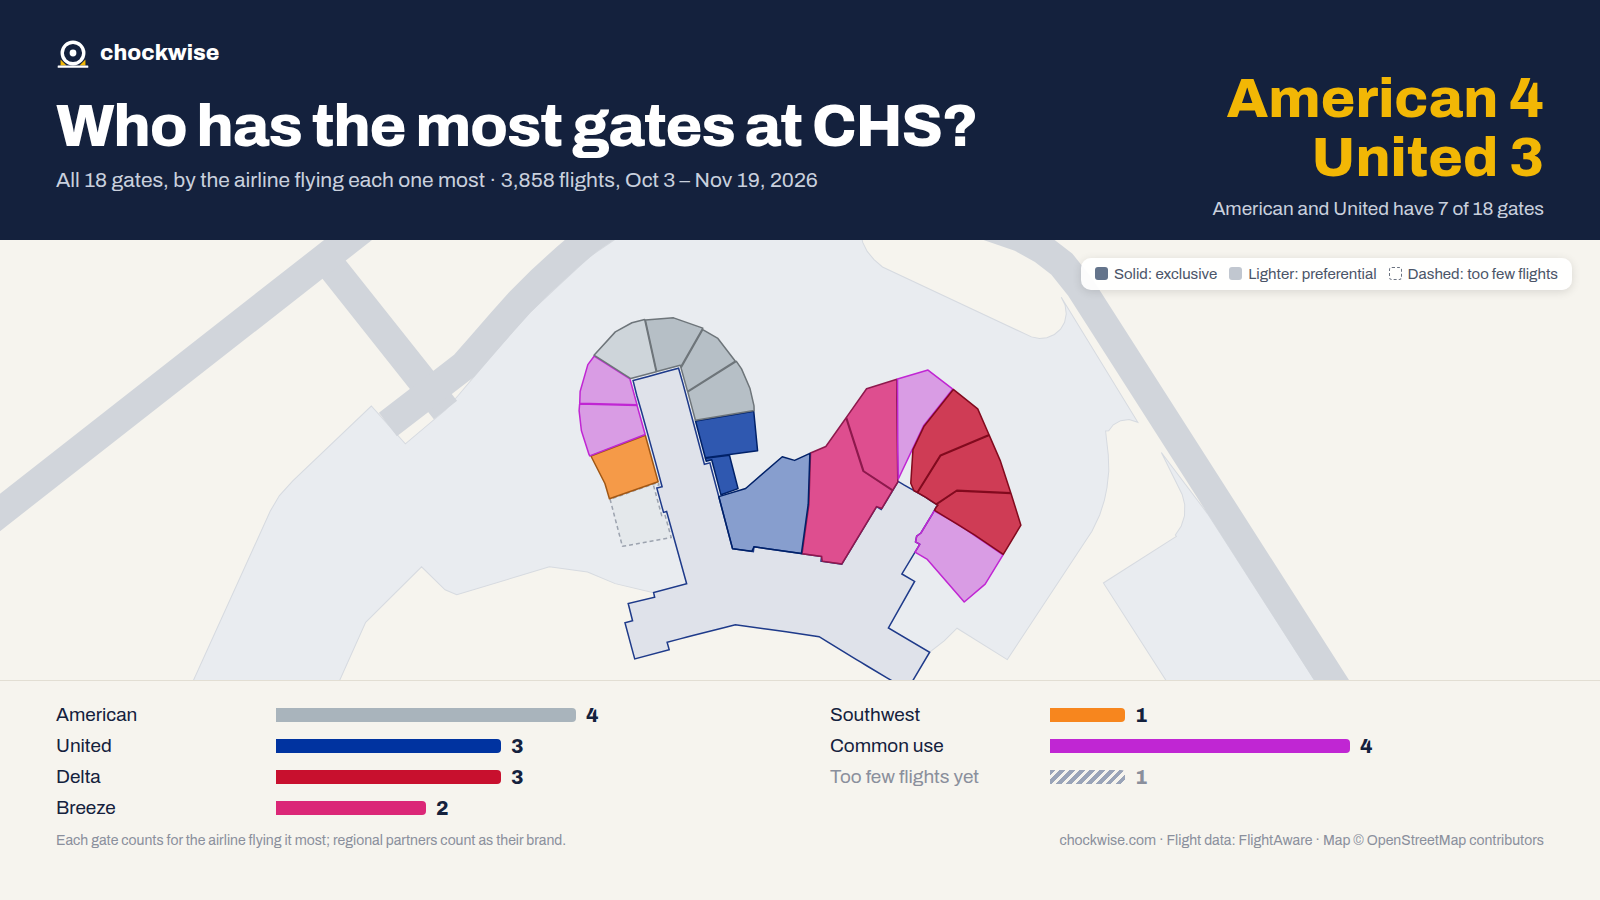 chockwise
Who has the most gates at CHS?
All 18 gates, by the airline flying each one most · 3,858 flights, Oct 3 – Nov 19, 2026
American 4
United 3
American and United have 7 of 18 gates
Solid: exclusive
Lighter: preferential
Dashed: too few flights
American 4
United 3
Delta 3
Breeze 2
Southwest 1
Common use 4
Too few flights yet 1
Each gate counts for the airline flying it most; regional partners count as their brand.
chockwise.com · Flight data: FlightAware · Map © OpenStreetMap contributors